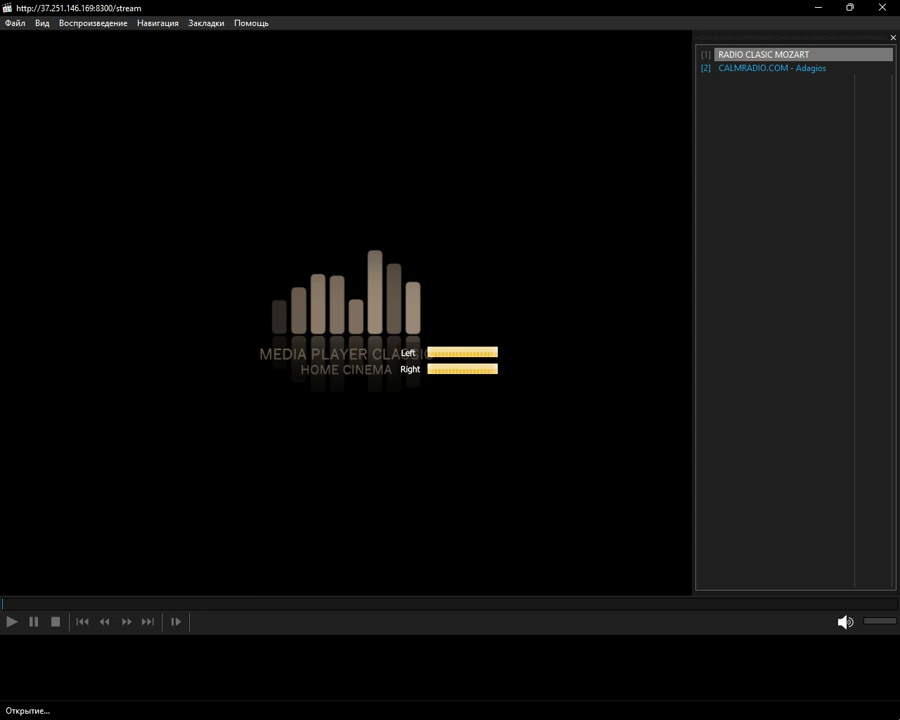 http://37.251.146.169:8300/stream
Файл Вид Воспроизведение Навигация Закладки Помощь
[1] RADIO CLASIC MOZART
[2] CALMRADIO.COM - Adagios
MEDIA PLAYER CLASSIC
Left
HOME CINEMA
Right
Открытие...